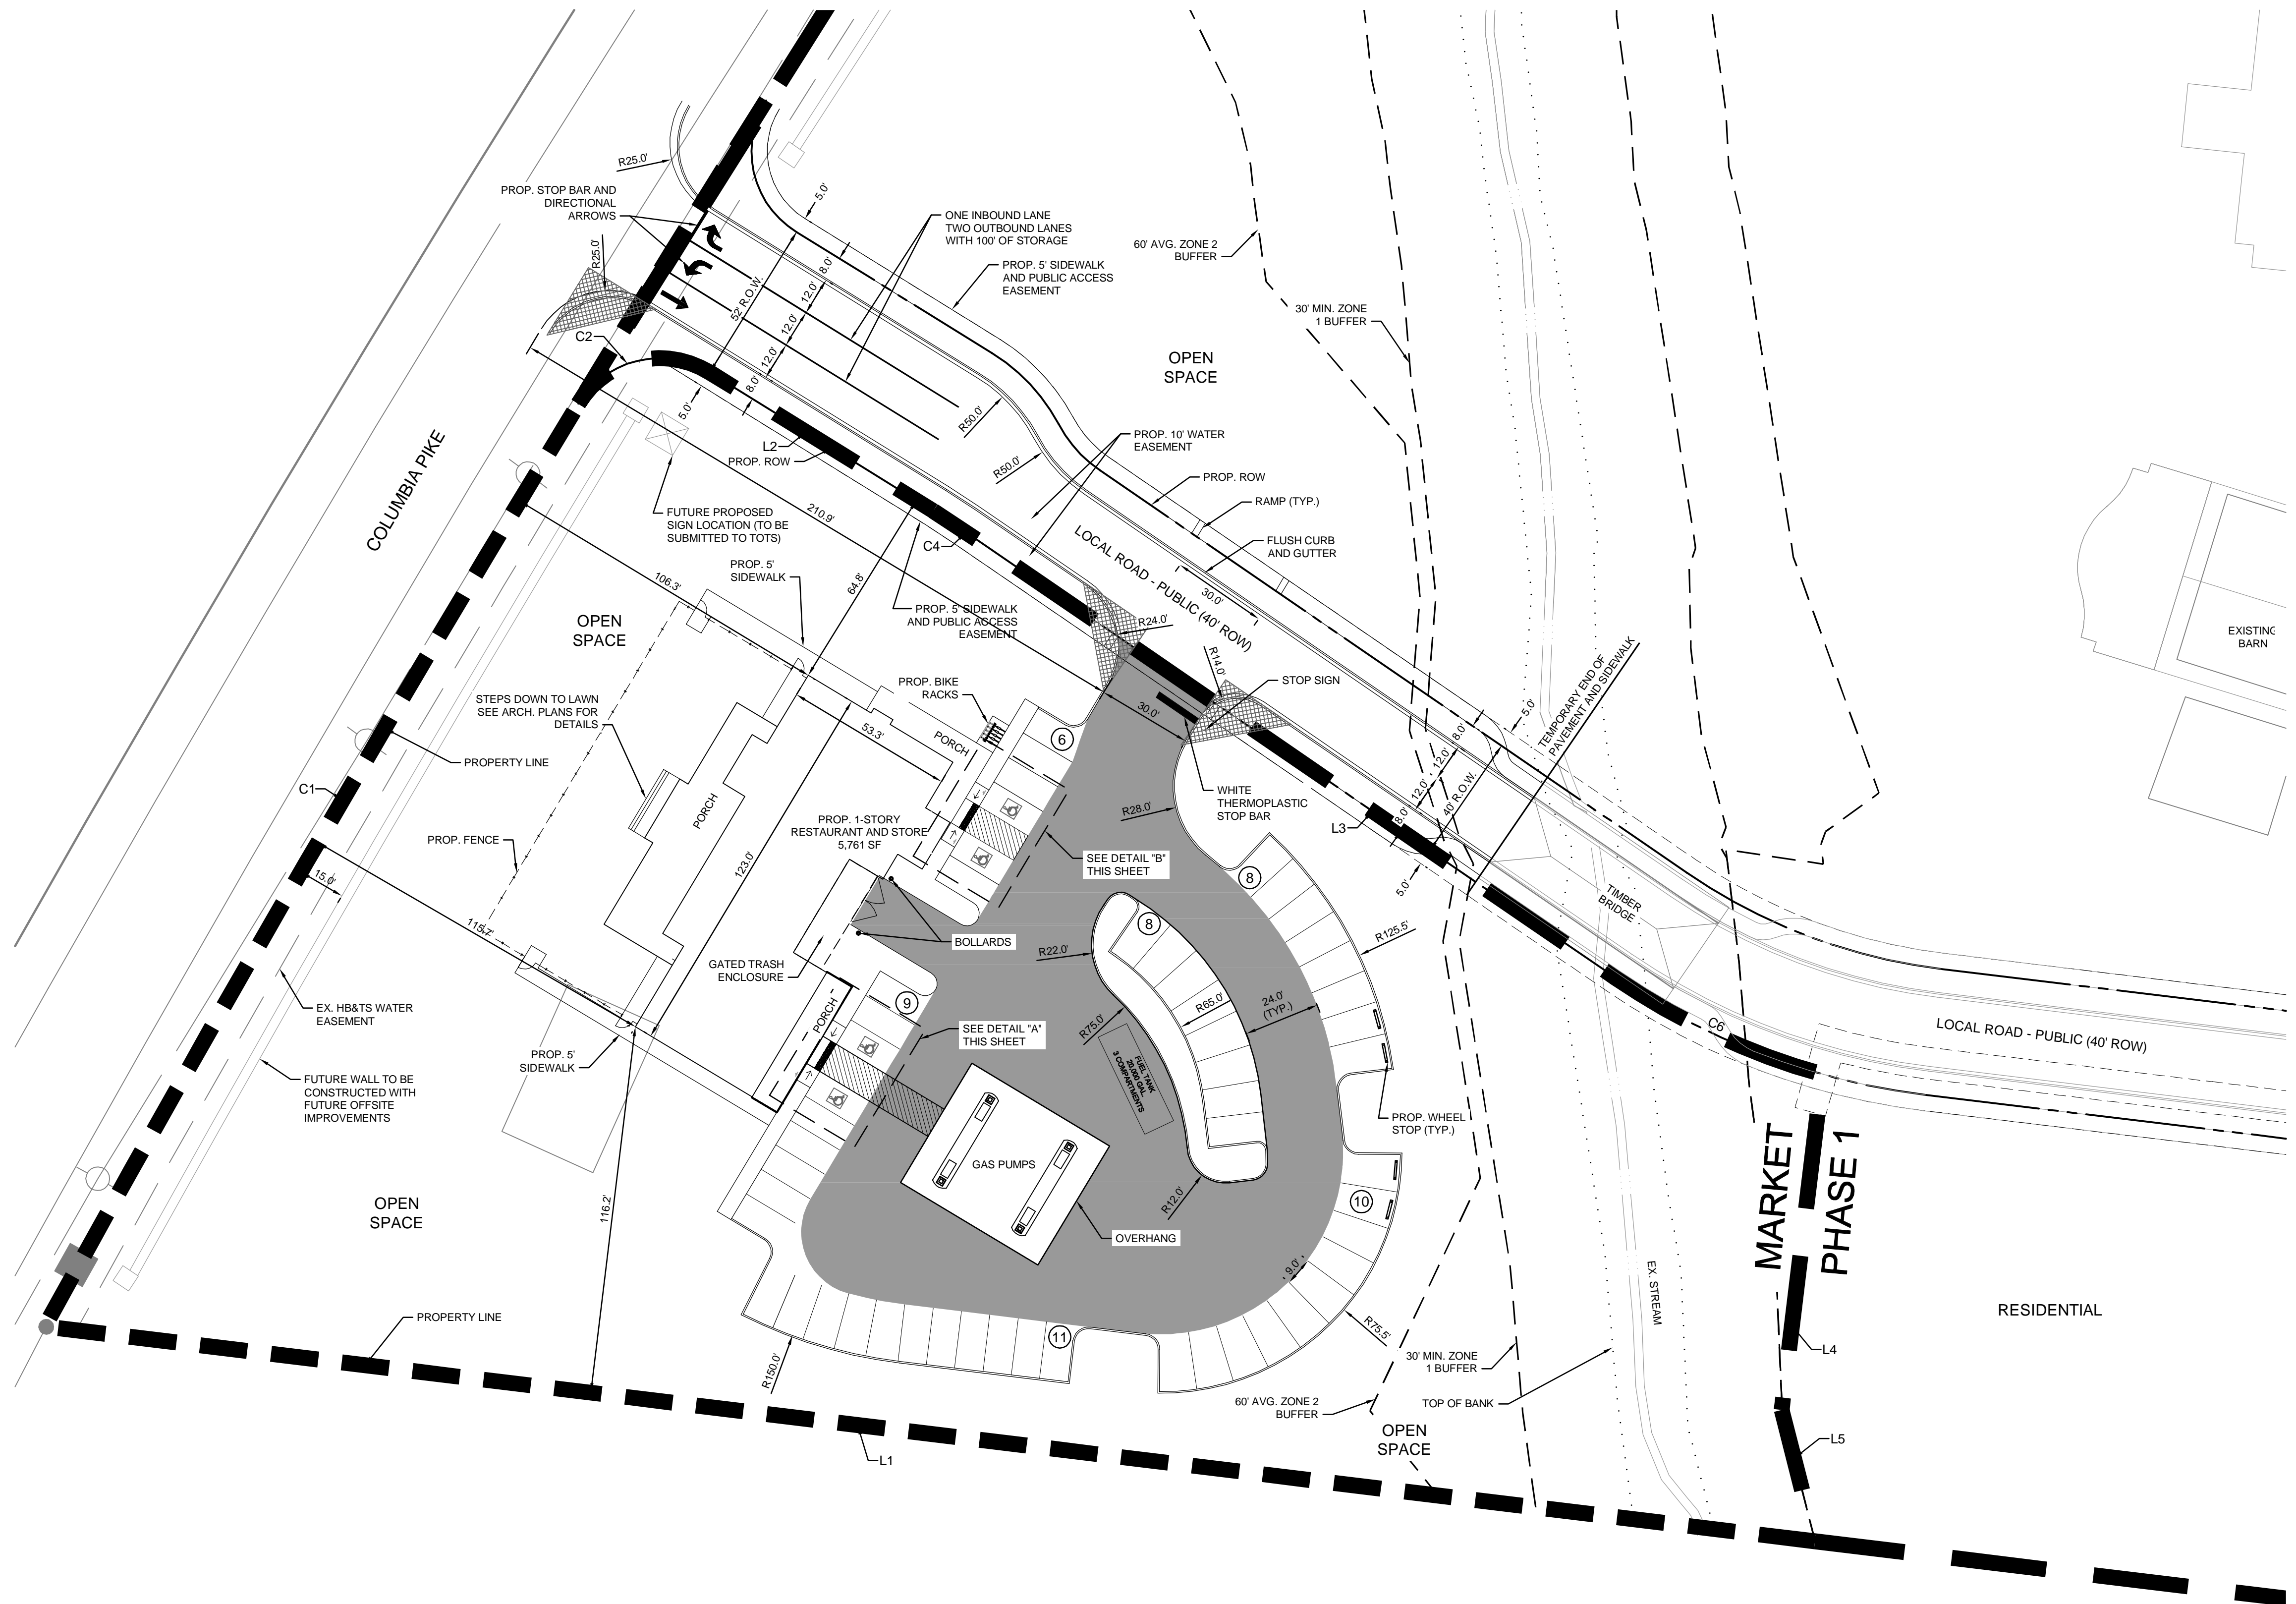 R25.0'
PROP. STOP BAR AND
DIRECTIONAL
ARROWS
R25.0'
5.0'
ONE INBOUND LANE
TWO OUTBOUND LANES
WITH 100' OF STORAGE
PROP. 5' SIDEWALK
AND PUBLIC ACCESS
EASEMENT
8.0'
52' R.O.W.
12.0'
12.0'
12.0'
8.0'
5.0'
60' AVG. ZONE 2
BUFFER
30' MIN. ZONE
1 BUFFER
OPEN
SPACE
C2
L2
PROP. ROW
R50.0'
R50.0'
PROP. 10' WATER
EASEMENT
PROP. ROW
RAMP (TYP.)
FLUSH CURB
AND GUTTER
COLUMBIA PIKE
FUTURE PROPOSED
SIGN LOCATION (TO BE
SUBMITTED TO TOTS)
210.9'
C4
LOCAL ROAD - PUBLIC (40' ROW)
30.0'
PROP. 5'
SIDEWALK
106.3'
64.8'
PROP. 5' SIDEWALK
AND PUBLIC ACCESS
EASEMENT
R24.0'
R14.0'
OPEN
SPACE
EXISTING
BARN
STEPS DOWN TO LAWN
SEE ARCH. PLANS FOR
DETAILS
PROP. BIKE
RACKS
STOP SIGN
30.0'
TEMPORARY END OF
PAVEMENT AND SIDEWALK
5.0'
8.0'
12.0'
12.0'
40' R.O.W.
8.0'
5.0'
53.3'
PORCH
6
PROPERTY LINE
C1
PORCH
WHITE
THERMOPLASTIC
STOP BAR
R28.0'
L3
PROP. FENCE
PROP. 1-STORY
RESTAURANT AND STORE
5,761 SF
SEE DETAIL "B"
THIS SHEET
123.0'
15.0'
8
8
TIMBER
BRIDGE
115.7'
BOLLARDS
R22.0'
R125.5'
GATED TRASH
ENCLOSURE
9
R65.0'
24.0'
(TYP.)
EX. HB&TS WATER
EASEMENT
PORCH
SEE DETAIL "A"
THIS SHEET
R75.0'
FUEL TANK
20,000 GAL.
3 COMPARTMENTS
C6
LOCAL ROAD - PUBLIC (40' ROW)
PROP. 5'
SIDEWALK
FUTURE WALL TO BE
CONSTRUCTED WITH
FUTURE OFFSITE
IMPROVEMENTS
PROP. WHEEL
STOP (TYP.)
GAS PUMPS
MARKET
PHASE 1
OPEN
SPACE
116.2'
R12.0'
10
OVERHANG
9.0'
EX. STREAM
RESIDENTIAL
PROPERTY LINE
11
R75.5'
R150.0'
30' MIN. ZONE
1 BUFFER
L4
60' AVG. ZONE 2
BUFFER
TOP OF BANK
OPEN
SPACE
L5
L1